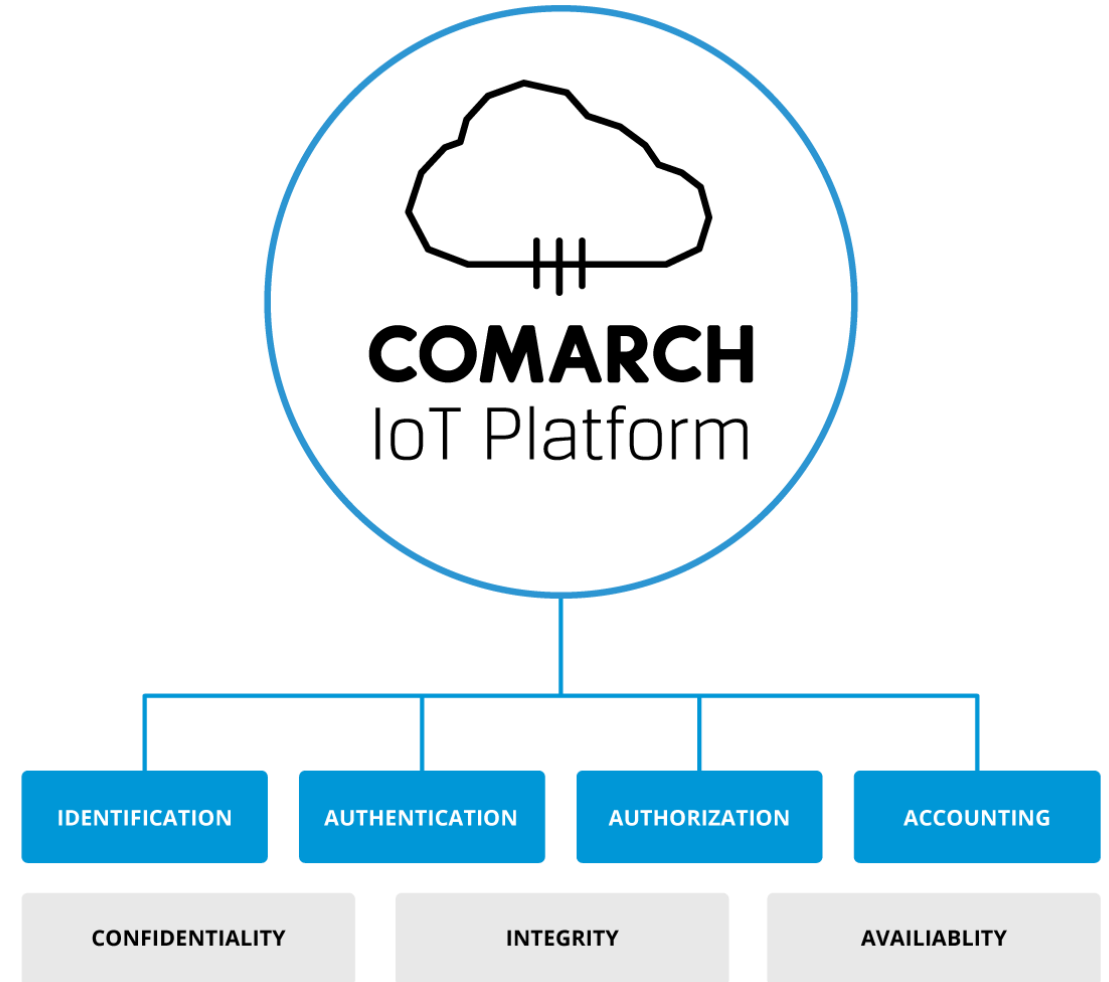 COMARCH
IoT Platform
IDENTIFICATION
AUTHENTICATION
AUTHORIZATION
ACCOUNTING
CONFIDENTIALITY
INTEGRITY
AVAILIABLITY